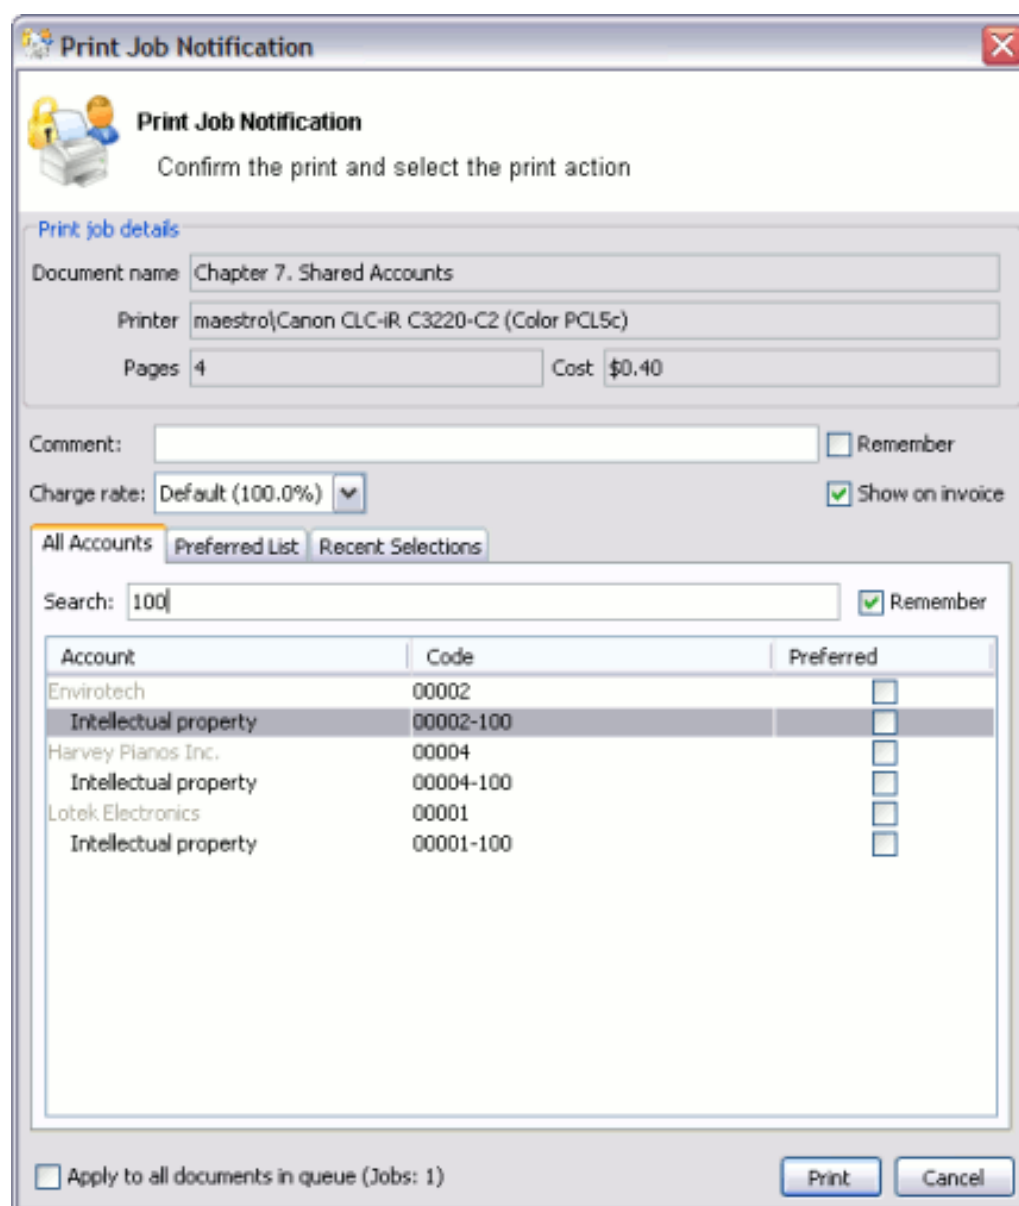 Print Job Notification
Print Job Notification
Confirm the print and select the print action
Print job details
Document name Chapter 7. Shared Accounts
Printer maestro\Canon CLC-iR C3220-C2 (Color PCL5c)
Pages 4 Cost $0.40
Comment: Remember
Charge rate: Default (100.0%) Show on invoice
All Accounts Preferred List Recent Selections
Search: 100 Remember
Account Code Preferred
Envirotech 00002
Intellectual property 00002-100
Harvey Pianos Inc. 00004
Intellectual property 00004-100
Lotek Electronics 00001
Intellectual property 00001-100
Apply to all documents in queue (Jobs: 1) Print Cancel